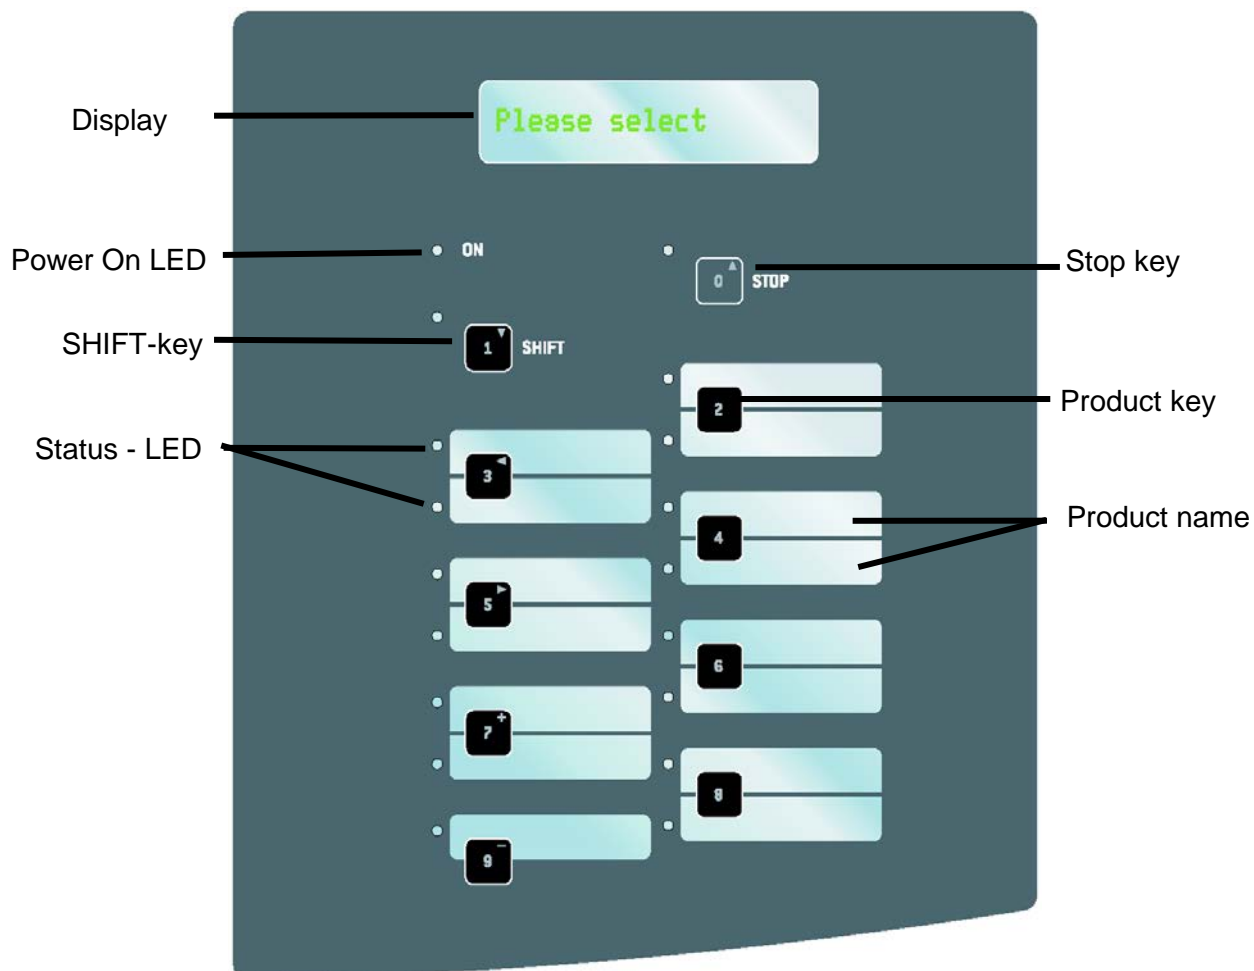 Please select
Display
ON
Power On LED
0 STOP
Stop key
SHIFT-key
1 SHIFT
2
Product key
Status - LED
3
4
Product name
5
6
7 +
8
9 –